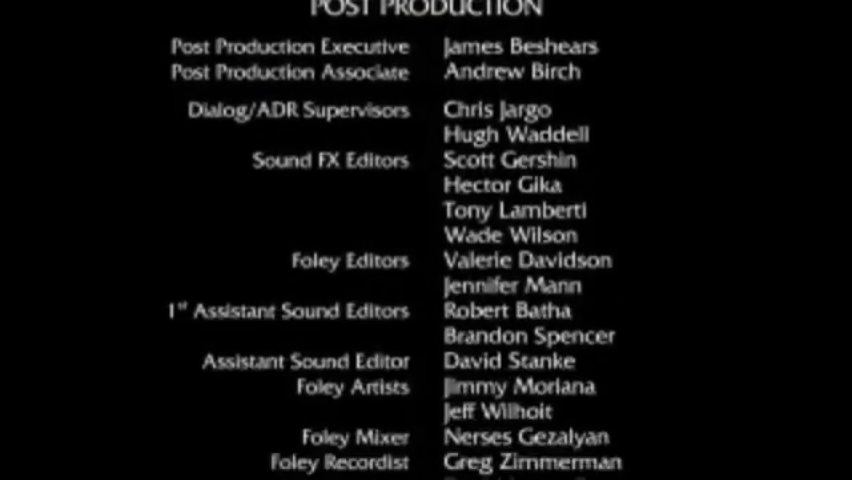 POST PRODUCTION
Post Production Executive James Beshears
Post Production Associate Andrew Birch
Dialog/ADR Supervisors Chris Jargo
Hugh Waddell
Sound FX Editors Scott Gershin
Hector Gika
Tony Lamberti
Wade Wilson
Foley Editors Valerie Davidson
Jennifer Mann
1st Assistant Sound Editors Robert Batha
Brandon Spencer
Assistant Sound Editor David Stanke
Foley Artists Jimmy Moriana
Jeff Wilhoit
Foley Mixer Nerses Gezalyan
Foley Recordist Greg Zimmerman